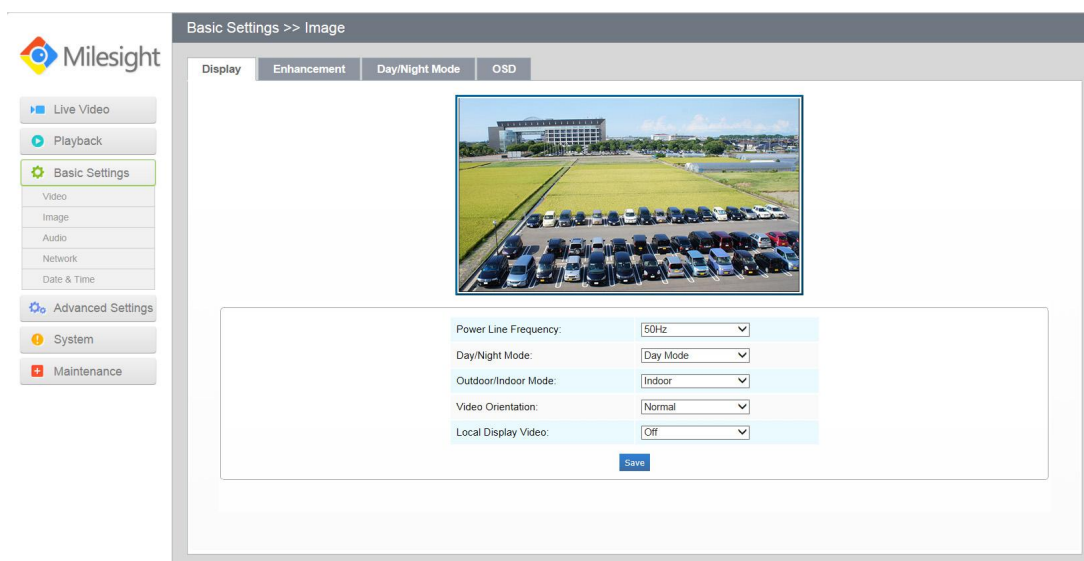 Milesight
Basic Settings >> Image
Display Enhancement Day/Night Mode OSD
Live Video
Playback
Basic Settings
Video
Image
Audio
Network
Date & Time
Advanced Settings
System
Maintenance
Power Line Frequency: 50Hz
Day/Night Mode: Day Mode
Outdoor/Indoor Mode: Indoor
Video Orientation: Normal
Local Display Video: Off
Save